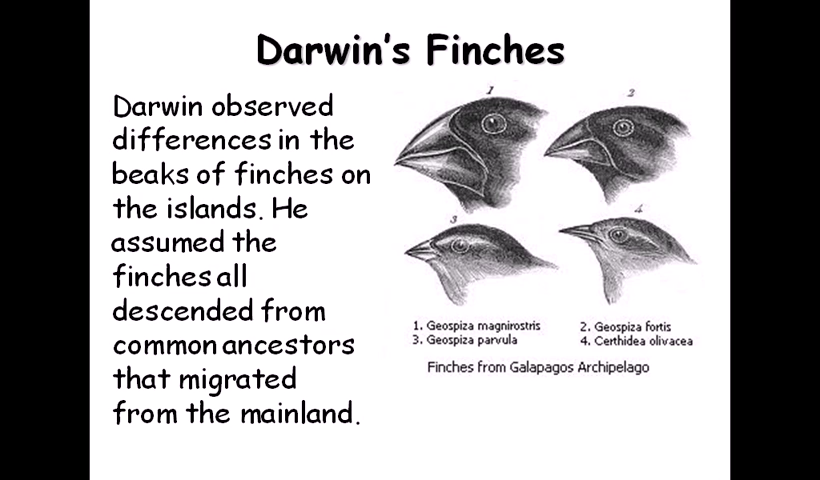 Darwin's Finches
Darwin observed
differences in the
beaks of finches on
the islands. He
assumed the
finches all
descended from
common ancestors
that migrated
from the mainland.
1 2
3 4
1. Geospiza magnirostris 2. Geospiza fortis
3. Geospiza parvula 4. Certhidea olivacea
Finches from Galapagos Archipelago